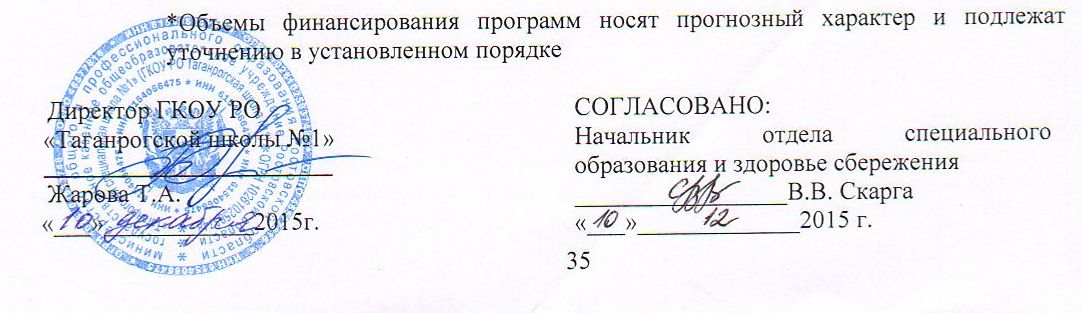 *Объемы финансирования программ носят прогнозный характер и подлежат
уточнению в установленном порядке
Директор ГКОУ РО
«Таганрогской школы №1»
Жарова Т.А.
«10» декабря 2015г.
СОГЛАСОВАНО:
Начальник отдела специального
образования и здоровье сбережения
В.В. Скарга
«10» 12 2015 г.
35